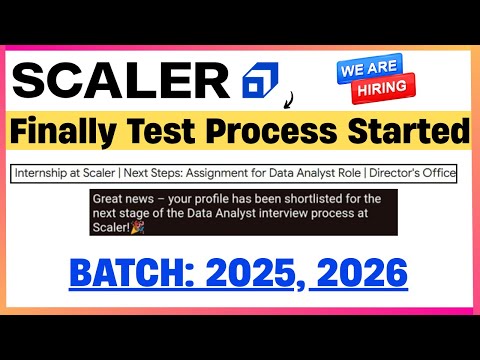 SCALER
WE ARE
HIRING
Finally Test Process Started
Internship at Scaler | Next Steps: Assignment for Data Analyst Role | Director's Office
Great news – your profile has been shortlisted for the
next stage of the Data Analyst interview process at
Scaler!🎉
BATCH: 2025, 2026